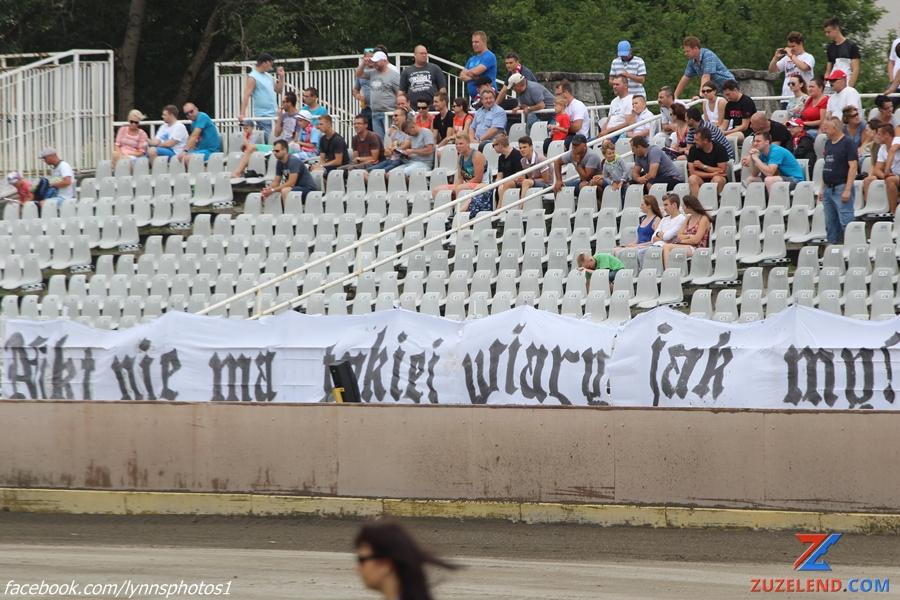 Nikt nie ma takiej wiary jak my!
facebook.com/lynnsphotos1
ZUZELEND.COM